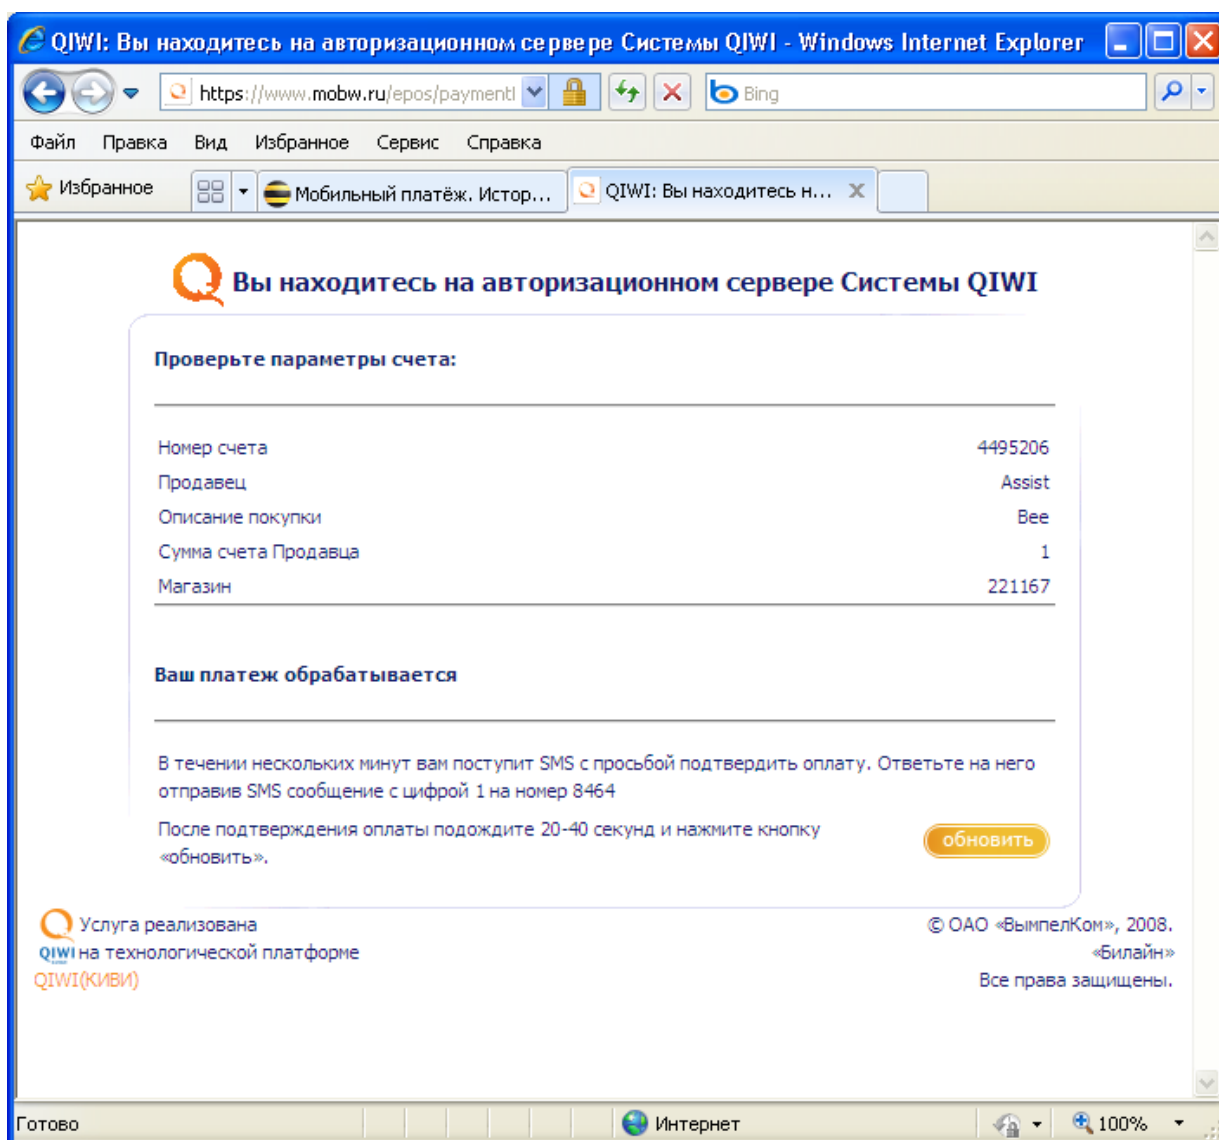 QIWI: Вы находитесь на авторизационном сервере Системы QIWI - Windows Internet Explorer
https://www.mobw.ru/epos/paymentl
Bing
Файл Правка Вид Избранное Сервис Справка
Избранное
Мобильный платёж. Истор...
QIWI: Вы находитесь н...
Вы находитесь на авторизационном сервере Системы QIWI
Проверьте параметры счета:
Номер счета 4495206
Продавец Assist
Описание покупки Bee
Сумма счета Продавца 1
Магазин 221167
Ваш платеж обрабатывается
В течении нескольких минут вам поступит SMS с просьбой подтвердить оплату. Ответьте на него
отправив SMS сообщение с цифрой 1 на номер 8464
После подтверждения оплаты подождите 20-40 секунд и нажмите кнопку
«обновить».
обновить
Услуга реализована
QIWI на технологической платформе
QIWI(КИВИ)
© ОАО «ВымпелКом», 2008.
«Билайн»
Все права защищены.
Готово
Интернет
100%